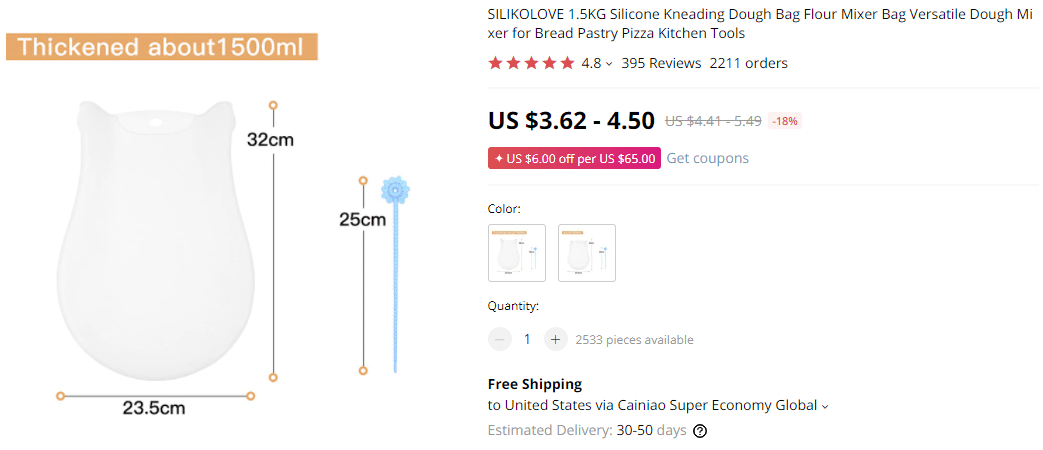 Thickened about1500ml
32cm
25cm
23.5cm
SILIKOLOVE 1.5KG Silicone Kneading Dough Bag Flour Mixer Bag Versatile Dough Mi
xer for Bread Pastry Pizza Kitchen Tools
4.8 395 Reviews 2211 orders
US $3.62 - 4.50 US $4.41 - 5.49 -18%
US $6.00 off per US $65.00 Get coupons
Color:
Quantity:
1 2533 pieces available
Free Shipping
to United States via Cainiao Super Economy Global
Estimated Delivery: 30-50 days